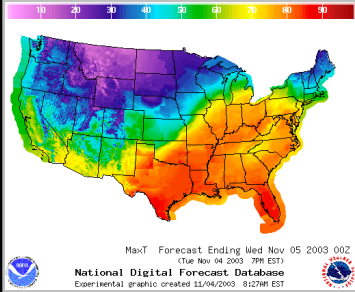 10 20 30 40 50 60 70 80 90
MaxT Forecast Ending Wed Nov 05 2003 00Z
(Tue Nov 04 2003 7PM EST)
National Digital Forecast Database
Experimental graphic created 11/04/2003 8:27AM EST
NOAA